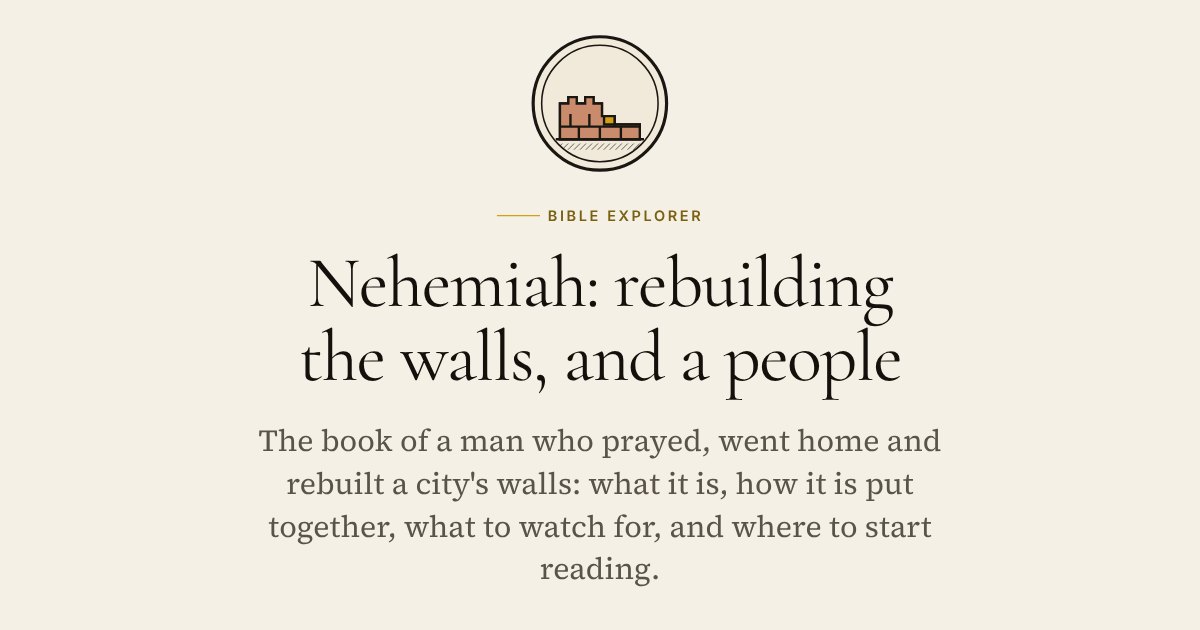 BIBLE EXPLORER
Nehemiah: rebuilding
the walls, and a people
The book of a man who prayed, went home and
rebuilt a city's walls: what it is, how it is put
together, what to watch for, and where to start
reading.